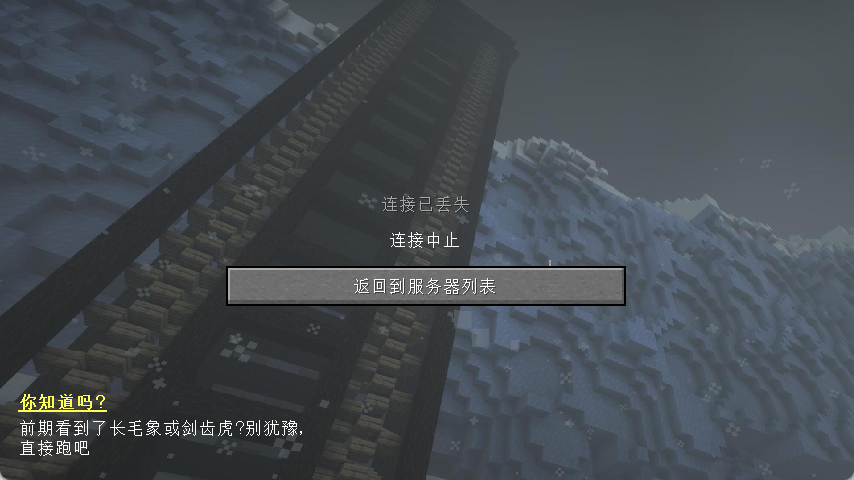 连接已丢失
连接中止
返回到服务器列表
你知道吗?
前期看到了长毛象或剑齿虎?别犹豫,
直接跑吧